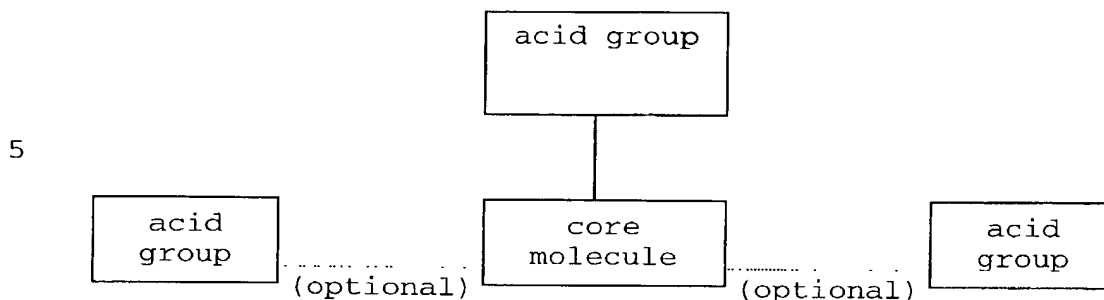 acid group
5
acid
group
core
molecule
acid
group
(optional)
(optional)